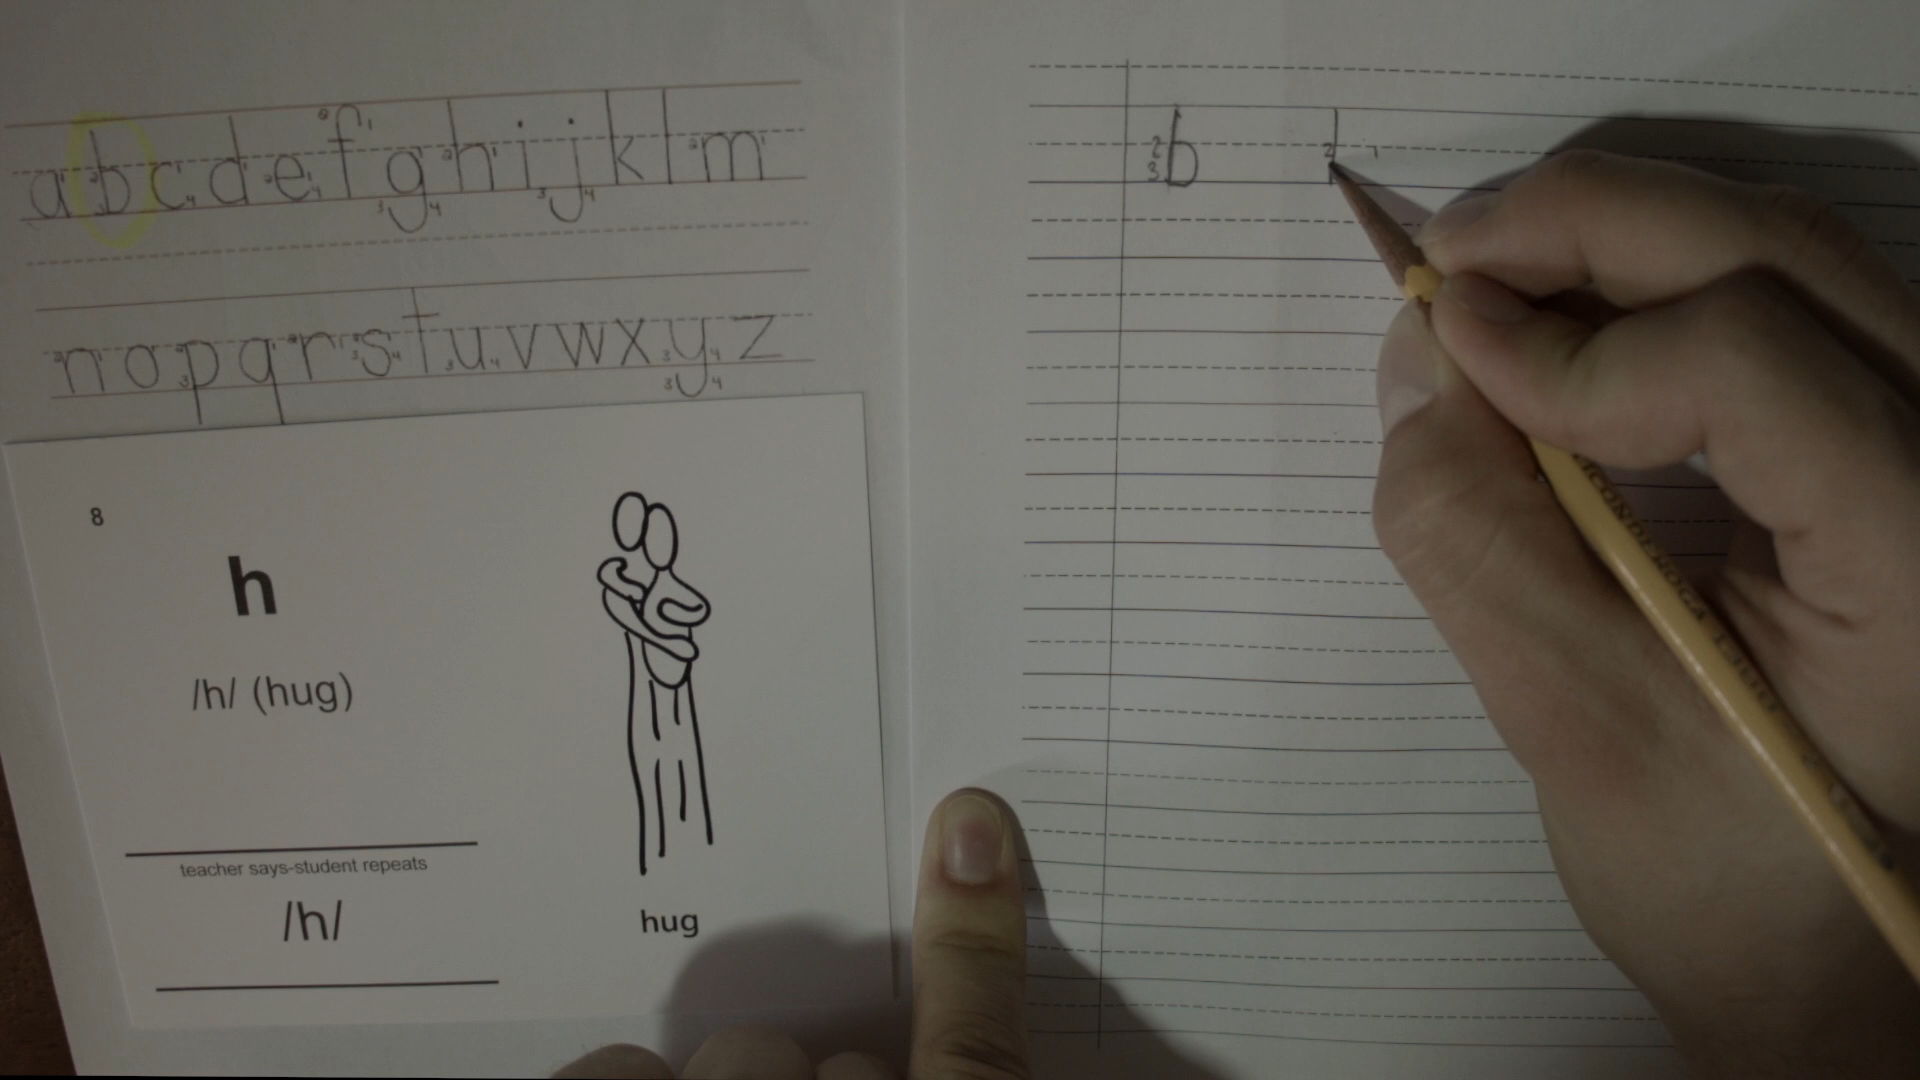 abcdefghijklm
nopqrstuvwxyz
8
h
/h/ (hug)
teacher says-student repeats
/h/
hug
b